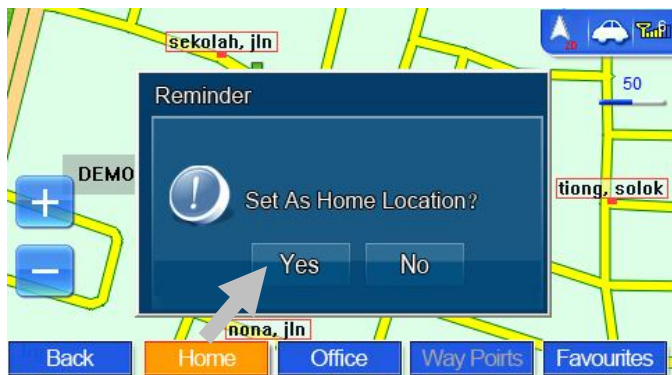 sekolah, jln
2D
50
Reminder
DEMO
Set As Home Location?
tiong, solok
Yes No
nona, jln
Back Home Office Way Points Favourites